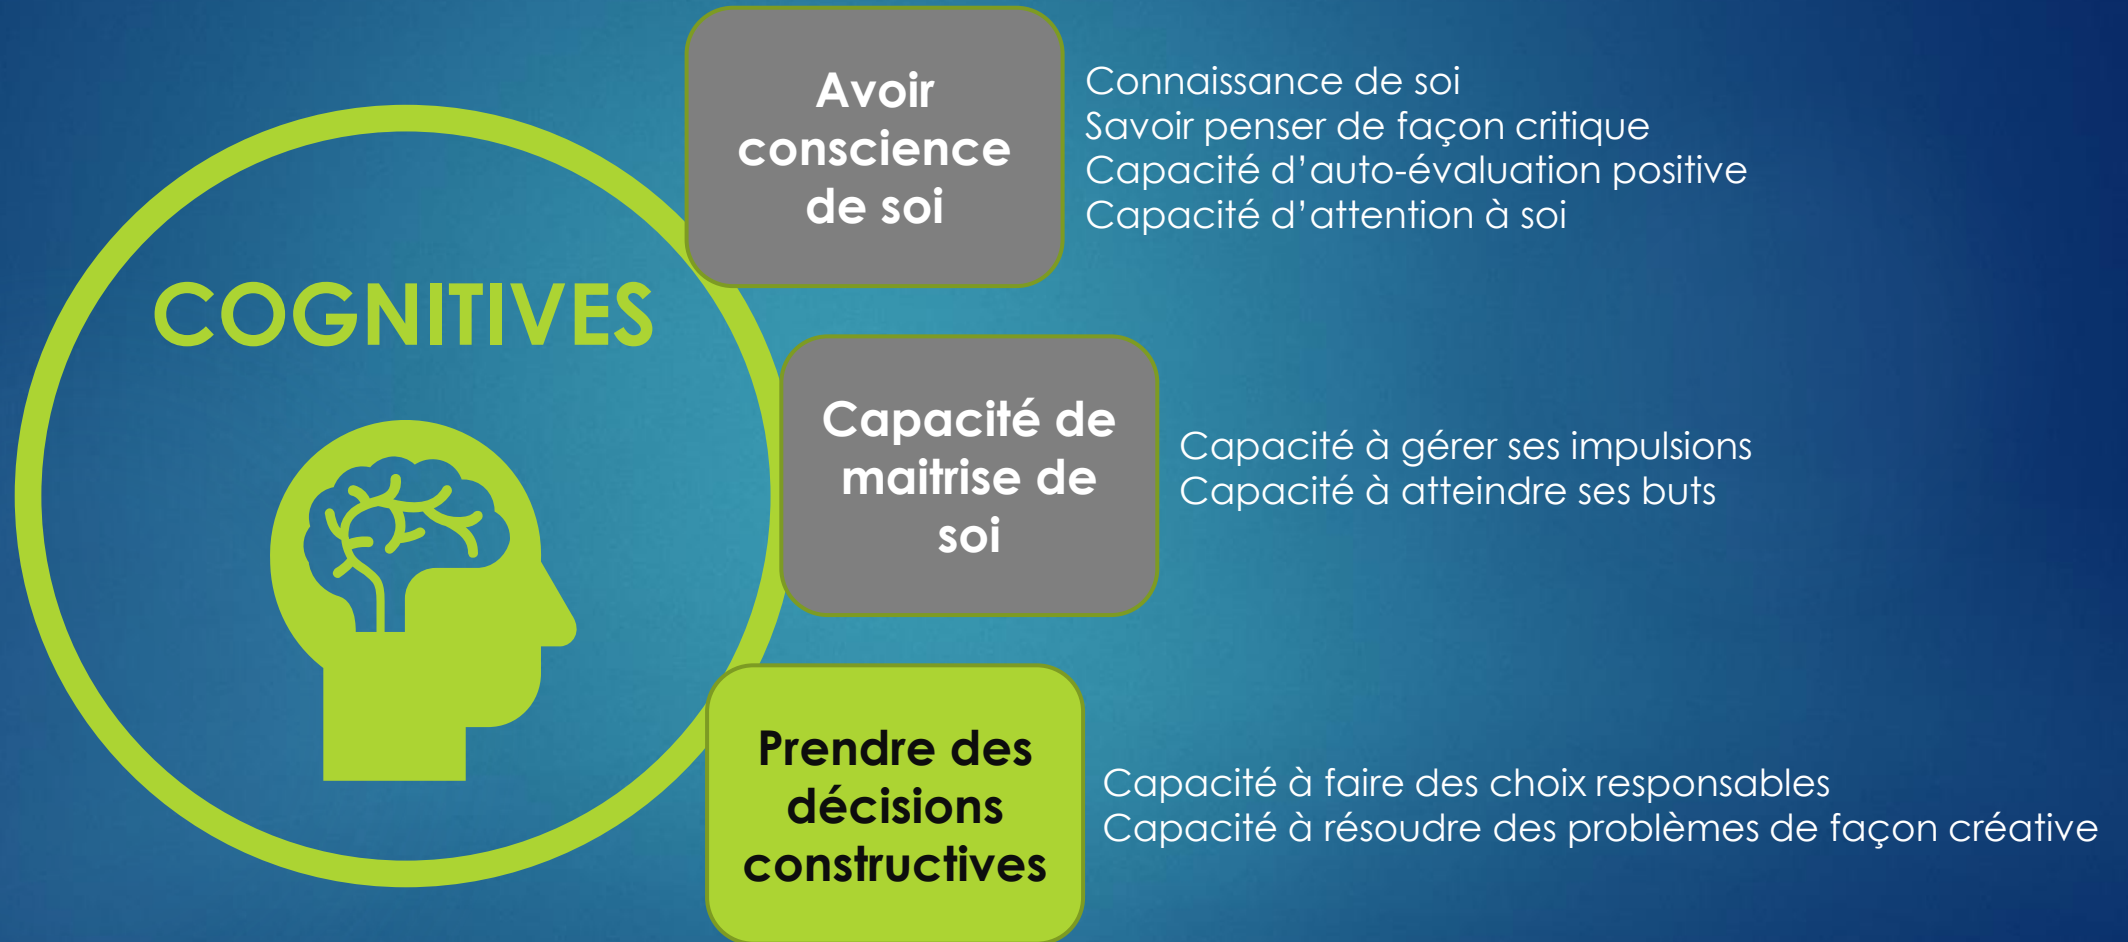 COGNITIVES
Avoir
conscience
de soi
Connaissance de soi
Savoir penser de façon critique
Capacité d’auto-évaluation positive
Capacité d’attention à soi
Capacité de
maitrise de
soi
Capacité à gérer ses impulsions
Capacité à atteindre ses buts
Prendre des
décisions
constructives
Capacité à faire des choix responsables
Capacité à résoudre des problèmes de façon créative